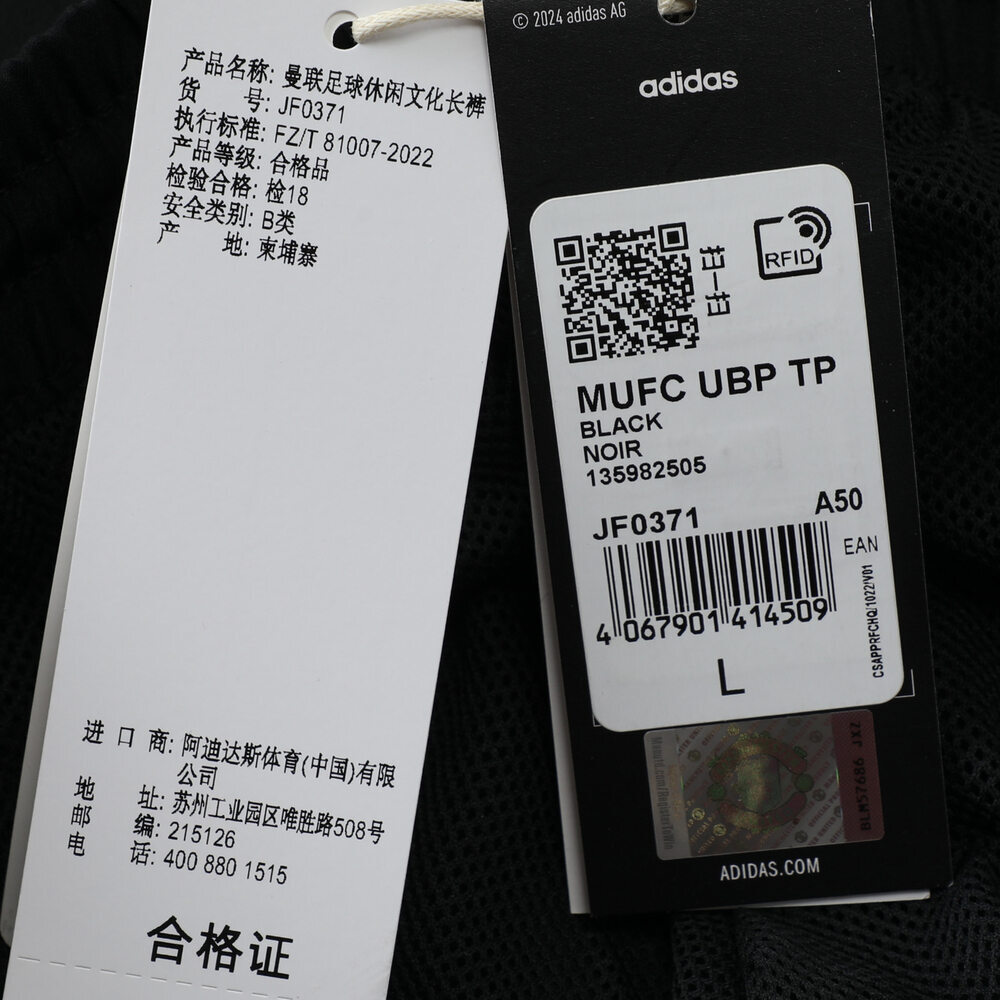 产品名称: 曼联足球休闲文化长裤
货 号: JF0371
执行标准: FZ/T 81007-2022
产品等级: 合格品
检验合格: 检18
安全类别: B类
产 地: 柬埔寨
进 口 商: 阿迪达斯体育(中国)有限
公司
地 址: 苏州工业园区唯胜路508号
邮 编: 215126
电 话: 400 880 1515
合格证
© 2024 adidas AG
adidas
RFID
MUFC UBP TP
BLACK
NOIR
135982505
JF0371 A50
EAN
4 067901 414509
CSAPPRFCHQ/1022/V01
L
BLM57686 JXZ
ADIDAS.COM